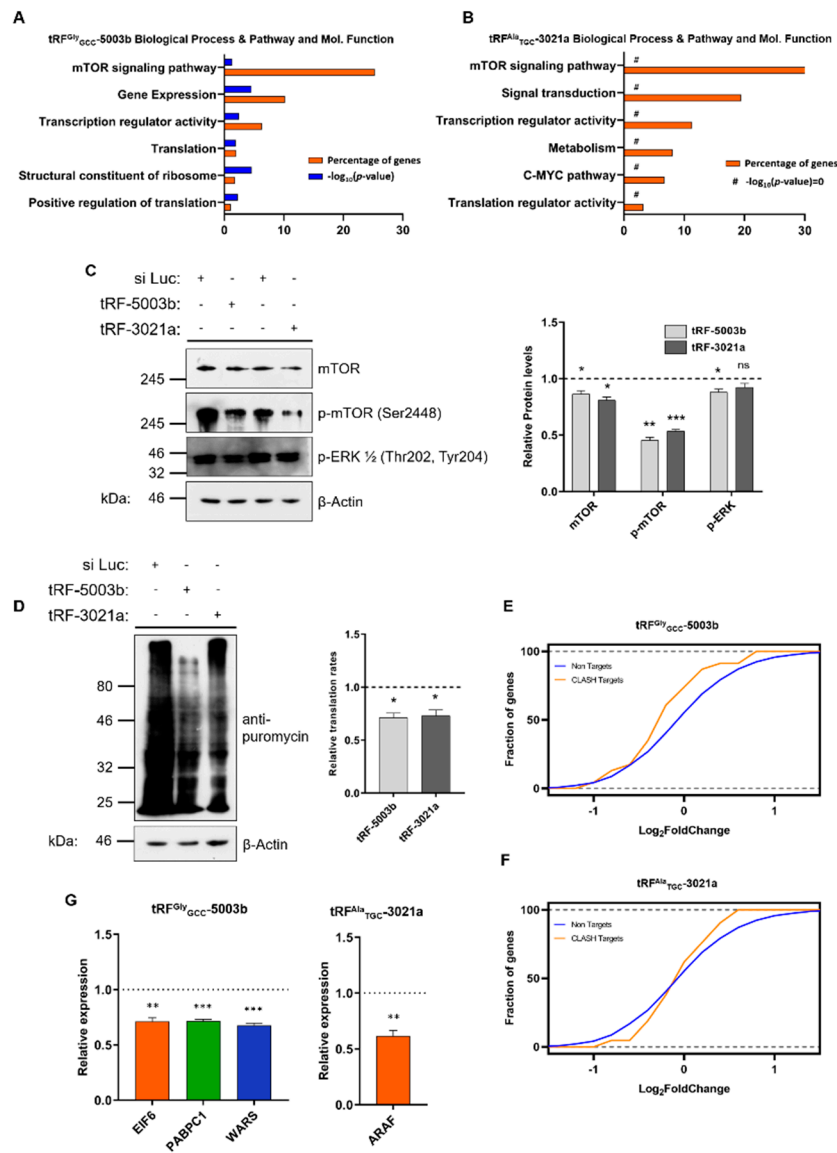 A
tRFGlyGCC-5003b Biological Process & Pathway and Mol. Function
mTOR signaling pathway
Gene Expression
Transcription regulator activity
Translation
Structural constituent of ribosome
Positive regulation of translation
Percentage of genes
-log10(p-value)
0 10 20 30
B
tRFAlaTGC-3021a Biological Process & Pathway and Mol. Function
mTOR signaling pathway #
Signal transduction #
Transcription regulator activity #
Metabolism #
C-MYC pathway #
Translation regulator activity #
Percentage of genes
# -log10(p-value)=0
0 10 20 30
C
si Luc: + - + -
tRF-5003b: - + - -
tRF-3021a: - - - +
245 mTOR
245 p-mTOR (Ser2448)
46 p-ERK ½ (Thr202, Tyr204)
32
kDa: 46 β-Actin
Relative Protein levels
1.5
1.0
0.5
0.0
tRF-5003b
tRF-3021a
* * ** *** * ns
mTOR p-mTOR p-ERK
D
si Luc: + - -
tRF-5003b: - + -
tRF-3021a: - - +
80
46
32
25
anti-
puromycin
kDa: 46 β-Actin
Relative translation rates
1.5
1.0
0.5
0.0
* *
tRF-5003b tRF-3021a
E
tRFGlyGCC-5003b
Fraction of genes
100
50
0
Non Targets
CLASH Targets
-1 0 1
Log2FoldChange
F
tRFAlaTGC-3021a
Fraction of genes
100
50
0
Non Targets
CLASH Targets
-1 0 1
Log2FoldChange
G
tRFGlyGCC-5003b
Relative expression
1.5
1.0
0.5
0.0
** *** ***
EIF6 PABPC1 WARS
tRFAlaTGC-3021a
Relative expression
1.5
1.0
0.5
0.0
**
ARAF